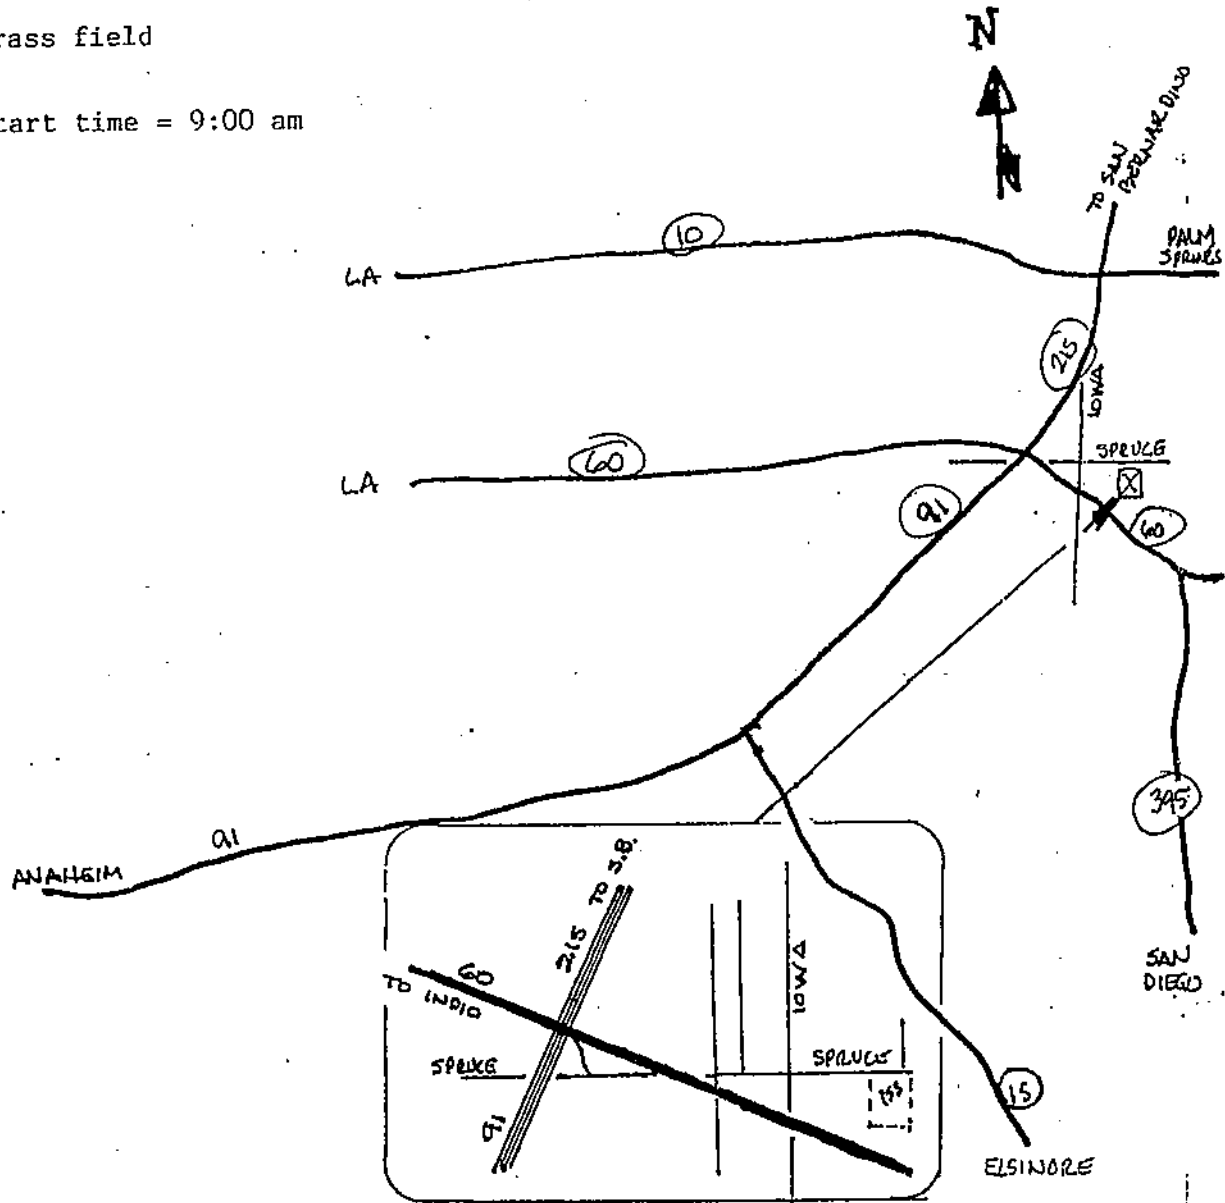 rass field
tart time = 9:00 am
N
TO SAN
BERNARDINO
10
LA
PALM
SPRNGS
215
IOWA
60
SPRUCE
LA
X
91
60
395
91
ANAHEIM
TO S.B.
215
60
TO INDIO
IOWA
SPRUCE
SPRUCE
91
SAN
DIEGO
15
ELSINORE